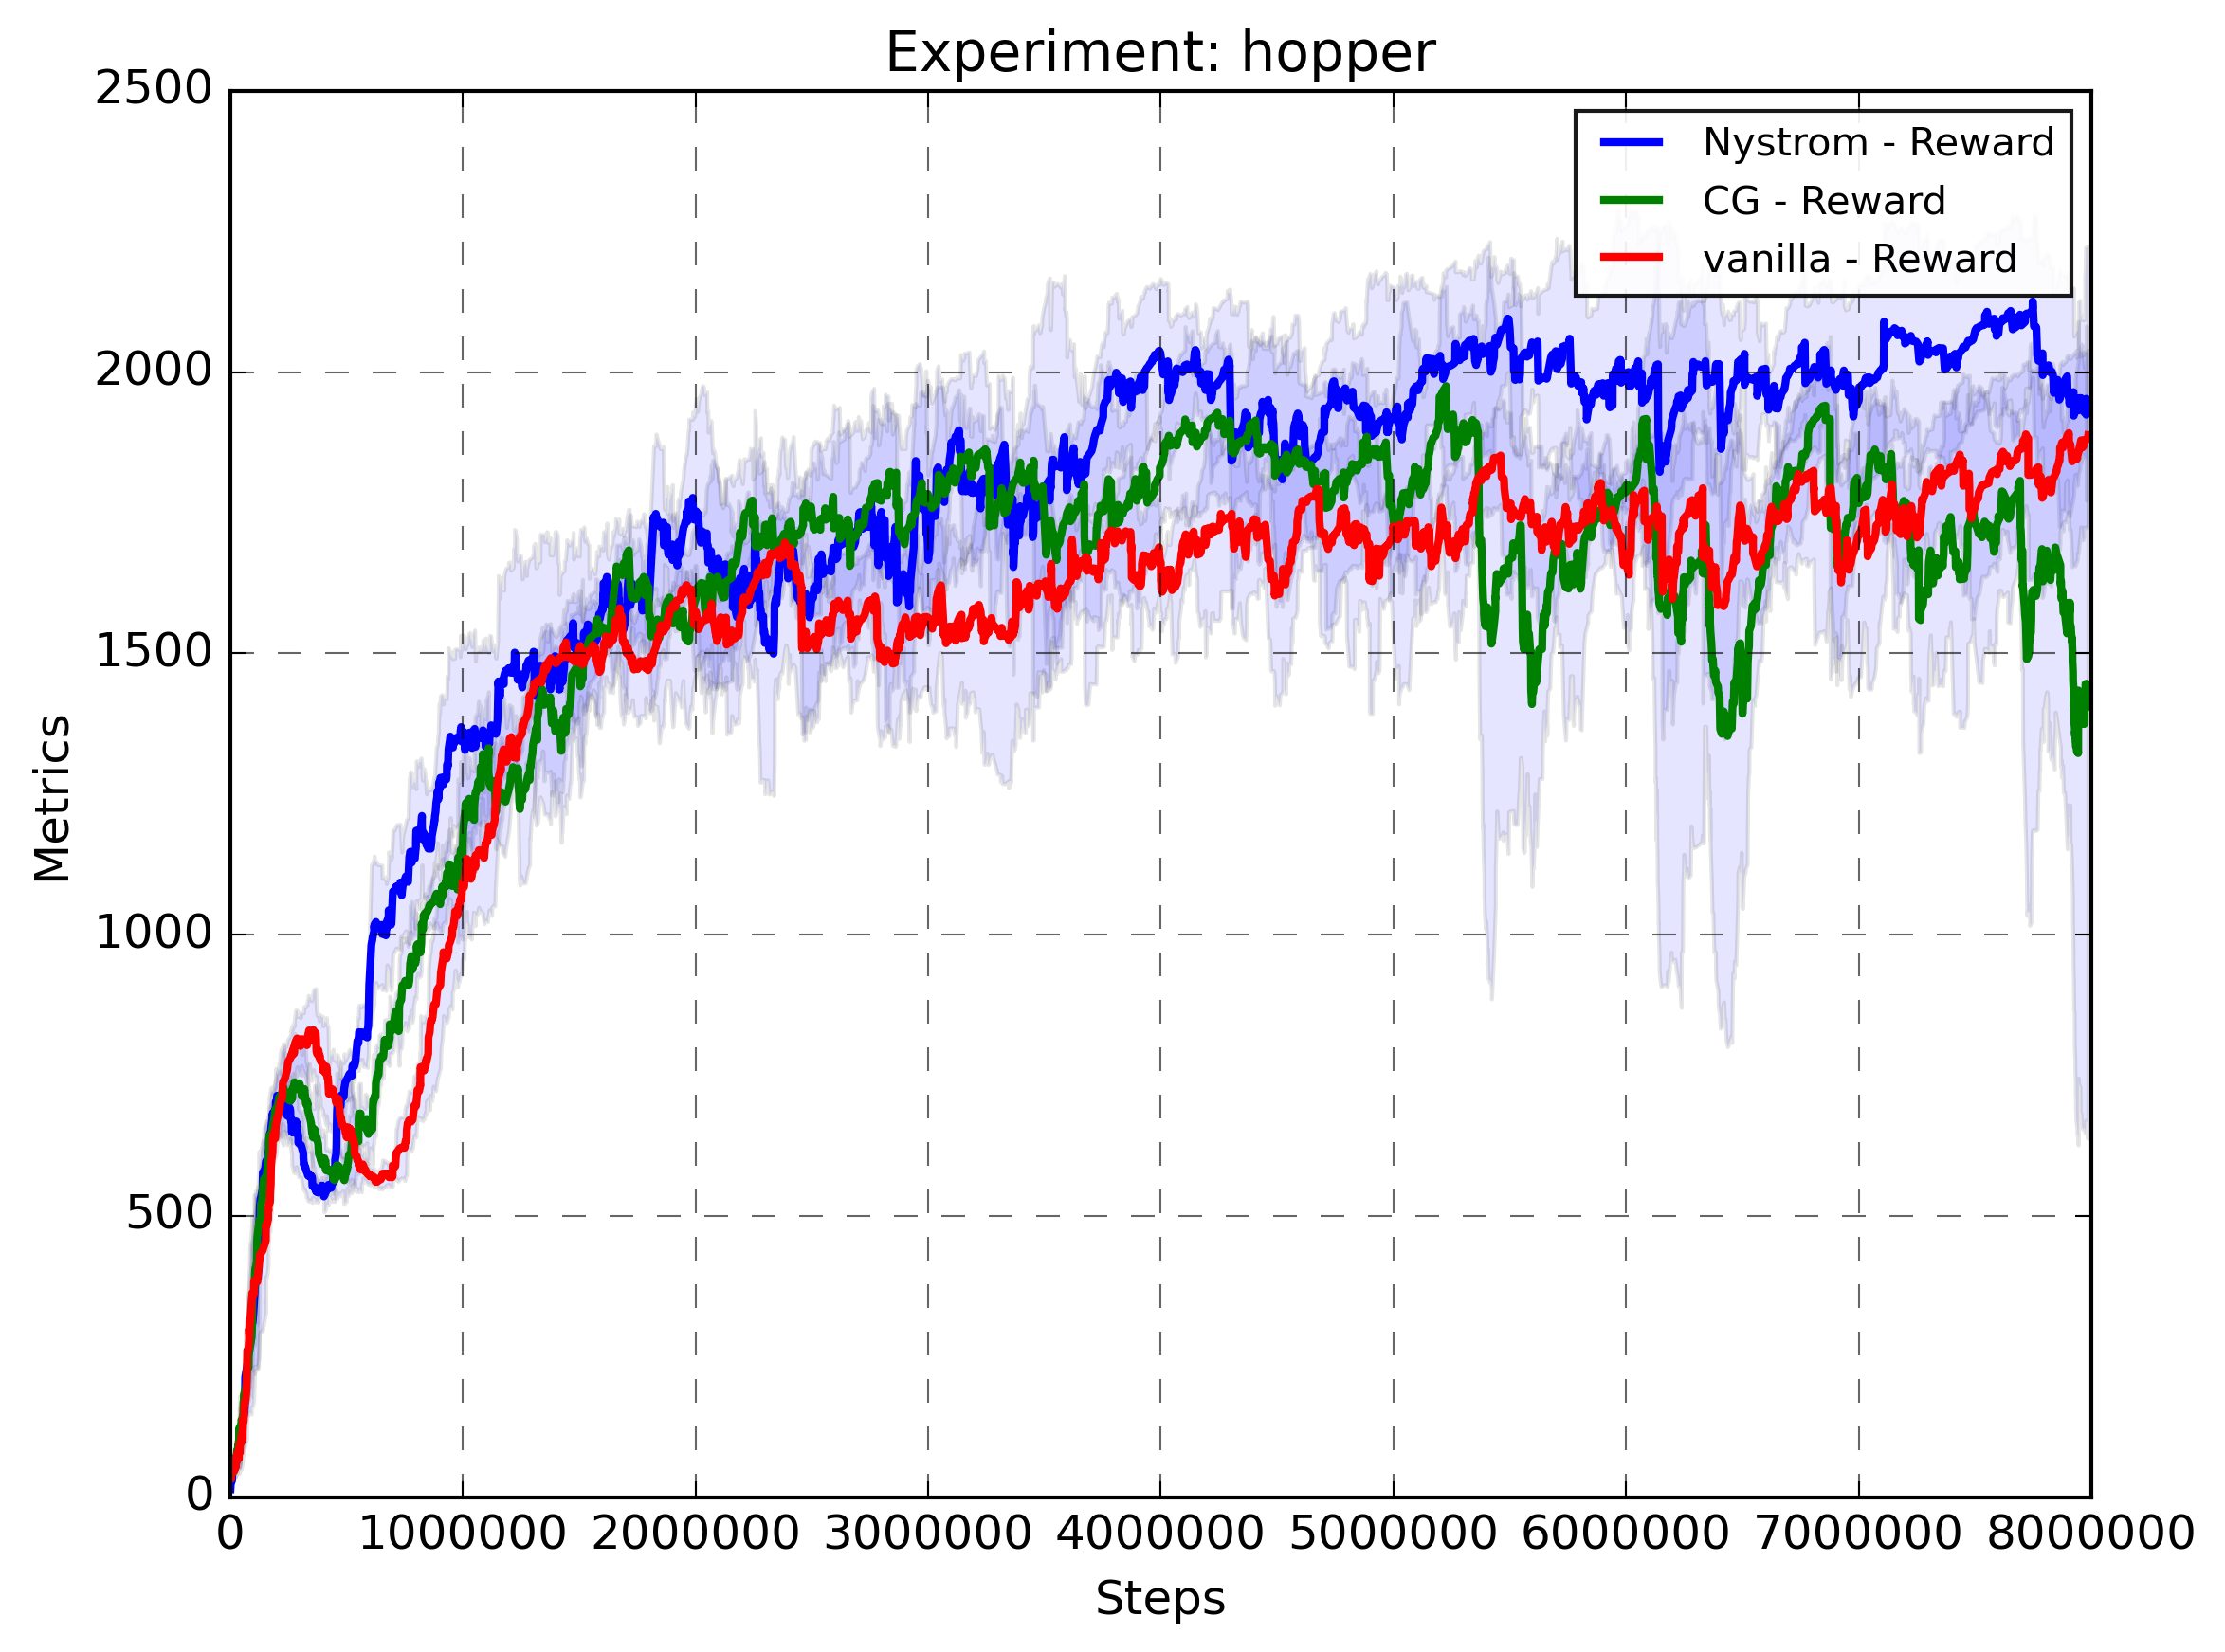 Experiment: hopper
2500
2000
1500
1000
500
0
Metrics
Nystrom - Reward
CG - Reward
vanilla - Reward
0 1000000 2000000 3000000 4000000 5000000 6000000 7000000 8000000
Steps